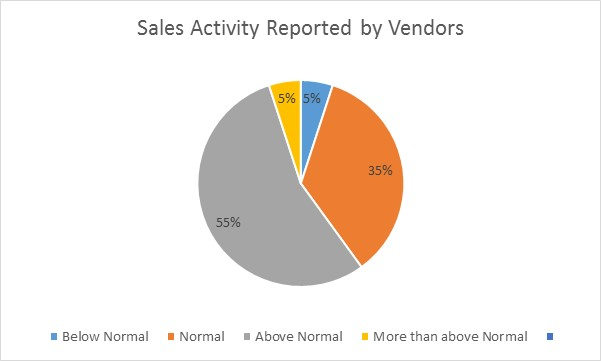 Sales Activity Reported by Vendors
5% 5%
35%
55%
Below Normal Normal Above Normal More than above Normal